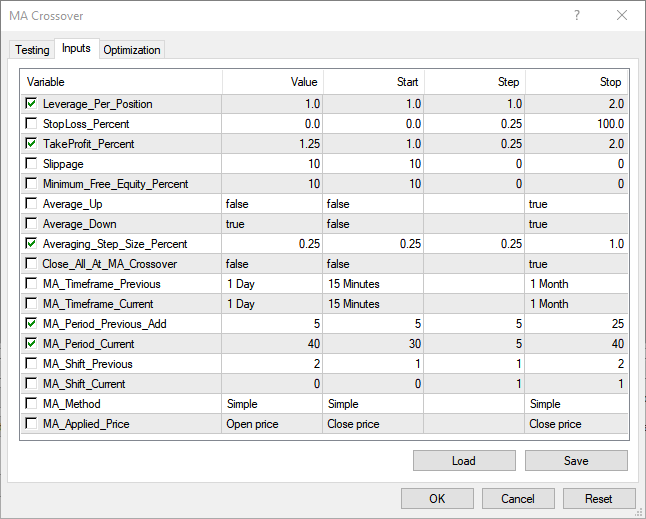 MA Crossover
Testing Inputs Optimization
Variable Value Start Step Stop
Leverage_Per_Position 1.0 1.0 1.0 2.0
StopLoss_Percent 0.0 0.0 0.25 100.0
TakeProfit_Percent 1.25 1.0 0.25 2.0
Slippage 10 10 0 0
Minimum_Free_Equity_Percent 10 10 0 0
Average_Up false false true
Average_Down true false true
Averaging_Step_Size_Percent 0.25 0.25 0.25 1.0
Close_All_At_MA_Crossover false false true
MA_Timeframe_Previous 1 Day 15 Minutes 1 Month
MA_Timeframe_Current 1 Day 15 Minutes 1 Month
MA_Period_Previous_Add 5 5 5 25
MA_Period_Current 40 30 5 40
MA_Shift_Previous 2 1 1 2
MA_Shift_Current 0 0 1 1
MA_Method Simple Simple Simple
MA_Applied_Price Open price Close price Close price
Load Save
OK Cancel Reset